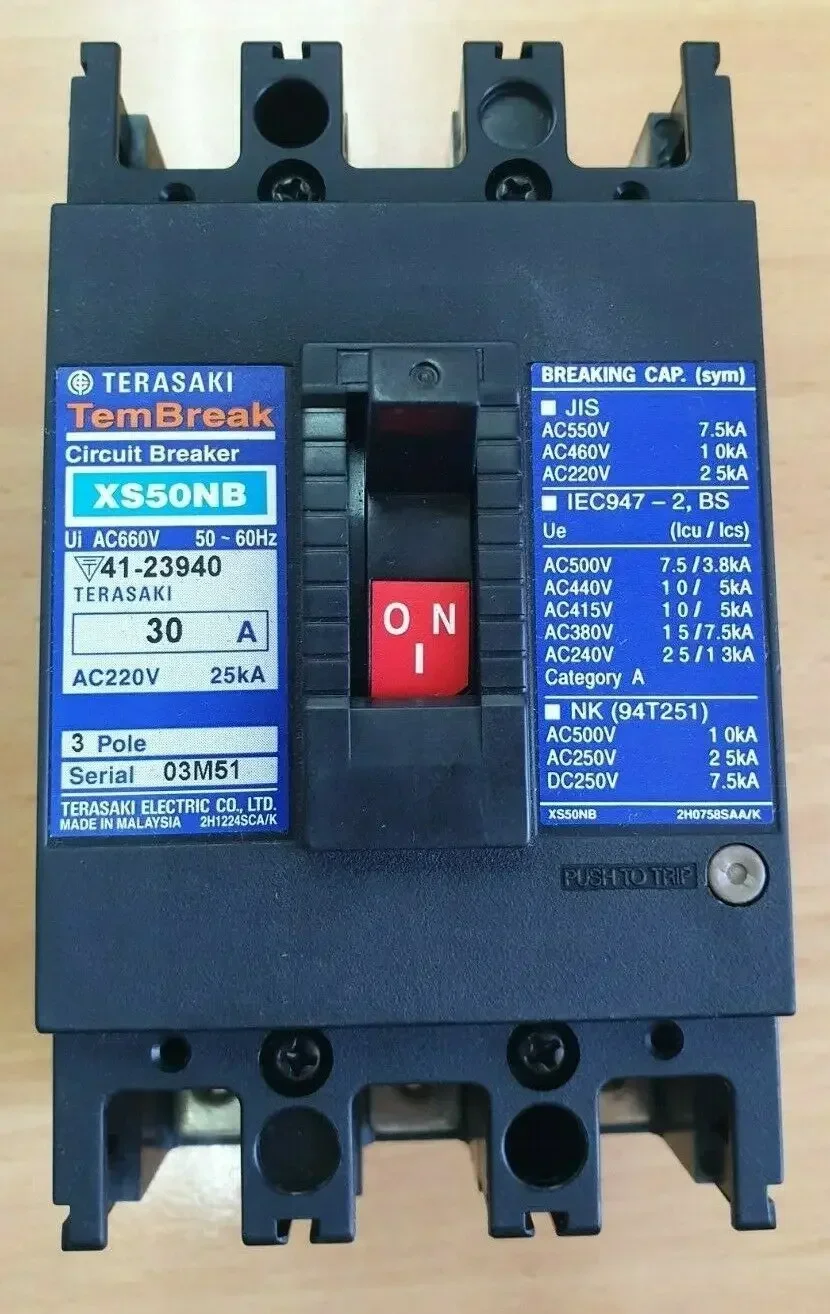 TERASAKI
TemBreak
Circuit Breaker
XS50NB
Ui AC660V 50 ~ 60Hz
41-23940
TERASAKI
30 A
AC220V 25kA
3 Pole
Serial 03M51
TERASAKI ELECTRIC CO., LTD.
MADE IN MALAYSIA 2H1224SCA/K
ON
I
BREAKING CAP. (sym)
■ JIS
AC550V 7.5kA
AC460V 10kA
AC220V 25kA
■ IEC947 - 2, BS
Ue (Icu / Ics)
AC500V 7.5 / 3.8kA
AC440V 10 / 5kA
AC415V 10 / 5kA
AC380V 15 / 7.5kA
AC240V 25 / 13kA
Category A
■ NK (94T251)
AC500V 10kA
AC250V 25kA
DC250V 7.5kA
XS50NB 2H0758SAA/K
PUSH TO TRIP